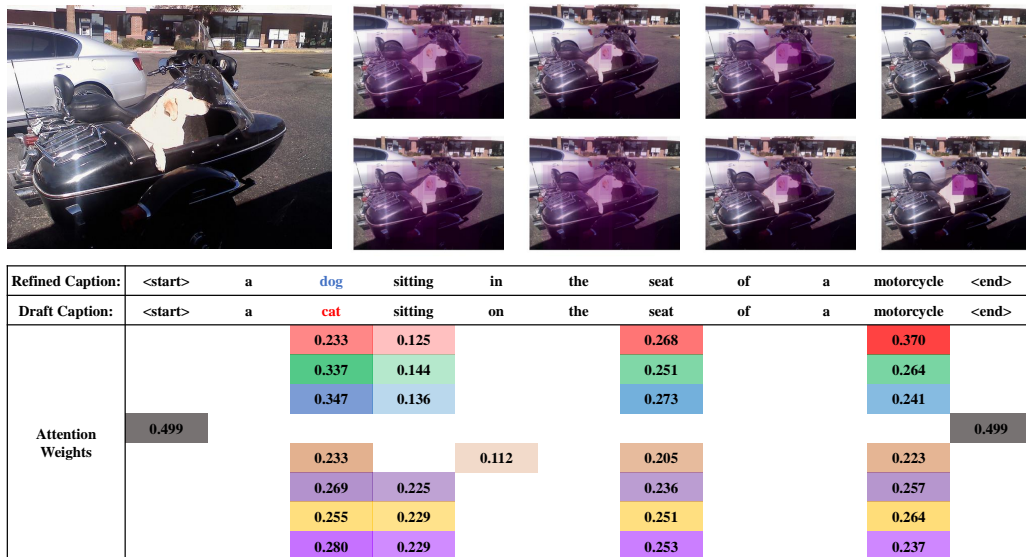 Refined Caption: <start> a dog sitting in the seat of a motorcycle <end>
Draft Caption: <start> a cat sitting on the seat of a motorcycle <end>
Attention Weights
0.233 0.125 0.268 0.370
0.337 0.144 0.251 0.264
0.347 0.136 0.273 0.241
0.499 0.499
0.233 0.112 0.205 0.223
0.269 0.225 0.236 0.257
0.255 0.229 0.251 0.264
0.280 0.229 0.253 0.237